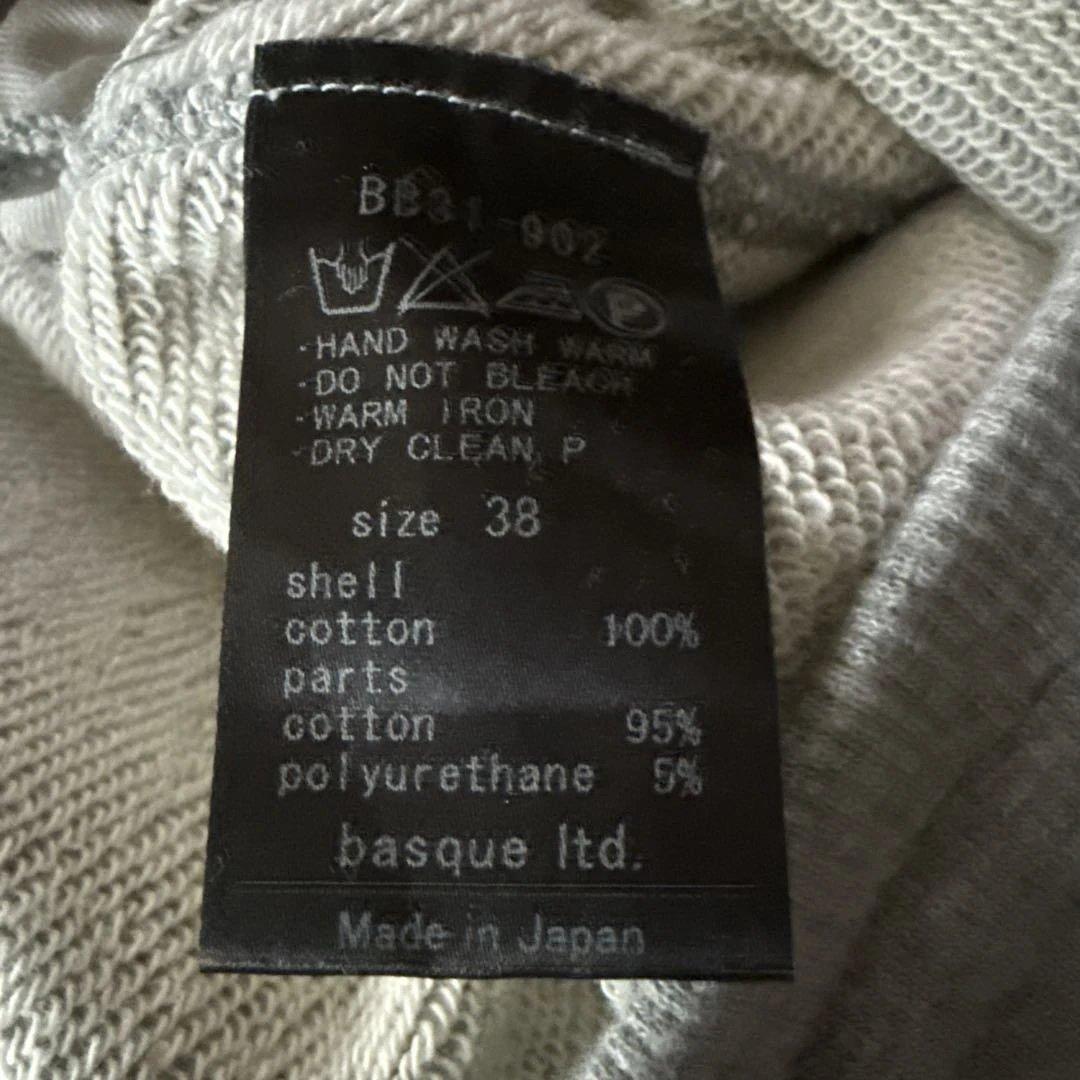 BB31-902
·HAND WASH WARM
·DO NOT BLEACH
·WARM IRON
·DRY CLEAN, P
size 38
shell
cotton 100%
parts
cotton 95%
polyurethane 5%
basque ltd.
Made in Japan